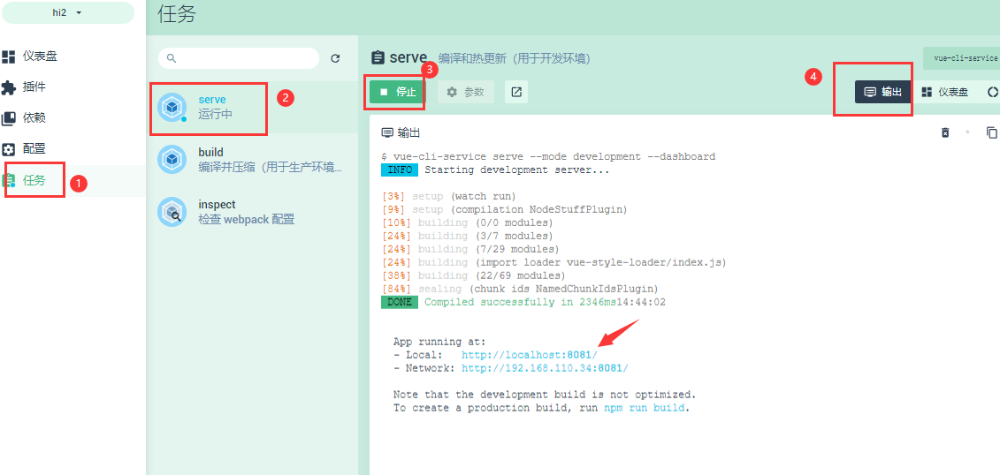 hi2
仪表盘
插件
依赖
配置
任务
1
任务
serve
运行中
2
build
编译并压缩（用于生产环境...
inspect
检查 webpack 配置
serve 编译和热更新（用于开发环境）
vue-cli-service
3
停止
参数
4
输出
仪表盘
输出
$ vue-cli-service serve --mode development --dashboard
INFO Starting development server...
[3%] setup (watch run)
[9%] setup (compilation NodeStuffPlugin)
[10%] building (0/0 modules)
[24%] building (3/7 modules)
[24%] building (7/29 modules)
[24%] building (import loader vue-style-loader/index.js)
[38%] building (22/69 modules)
[84%] sealing (chunk ids NamedChunkIdsPlugin)
DONE Compiled successfully in 2346ms14:44:02
App running at:
- Local: http://localhost:8081/
- Network: http://192.168.110.34:8081/
Note that the development build is not optimized.
To create a production build, run npm run build.